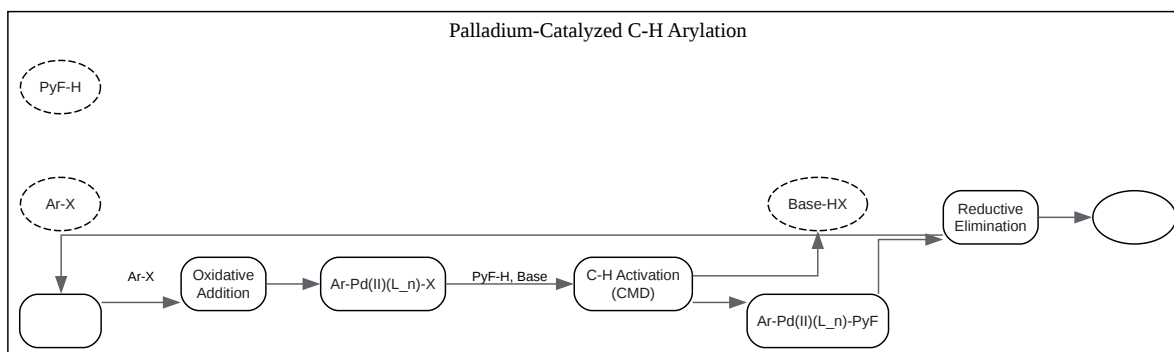 Palladium-Catalyzed C-H Arylation
PyF-H
Ar-X
Base-HX
Reductive
Elimination
Ar-X
Oxidative
Addition
Ar-Pd(II)(L_n)-X
PyF-H, Base
C-H Activation
(CMD)
Ar-Pd(II)(L_n)-PyF